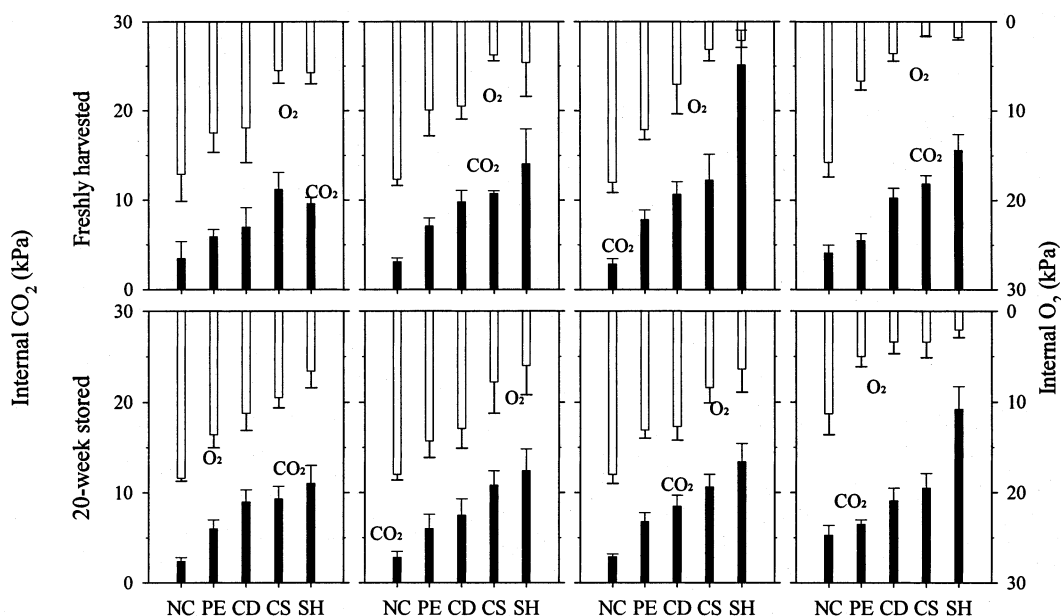 Internal CO₂ (kPa)
Freshly harvested
20-week stored
30
20
10
0
O₂
CO₂
O₂
CO₂
O₂
CO₂
O₂
CO₂
0
10
20
30
30
20
10
0
O₂
CO₂
O₂
CO₂
O₂
CO₂
O₂
CO₂
0
10
20
30
NC PE CD CS SH
NC PE CD CS SH
NC PE CD CS SH
NC PE CD CS SH
Internal O₂ (kPa)